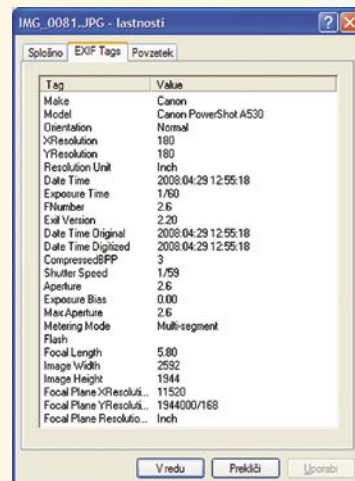 IMG_0081..JPG - lastnosti
Splošno EXIF Tags Povzetek
Tag Value
Make Canon
Model Canon PowerShot A530
Orientation Normal
XResolution 180
YResolution 180
Resolution Unit Inch
Date Time 2008:04:29 12:55:18
Exposure Time 1/60
FNumber 2.6
Exif Version 2.20
Date Time Original 2008:04:29 12:55:18
Date Time Digitized 2008:04:29 12:55:18
CompressedBPP 3
Shutter Speed 1/59
Aperture 2.6
Exposure Bias 0.00
Max Aperture 2.6
Metering Mode Multi-segment
Flash
Focal Length 5.80
Image Width 2592
Image Height 1944
Focal Plane XResoluti... 11520
Focal Plane YResoluti... 1944000/168
Focal Plane Resolutio... Inch
V redu Prekliči Uporabi